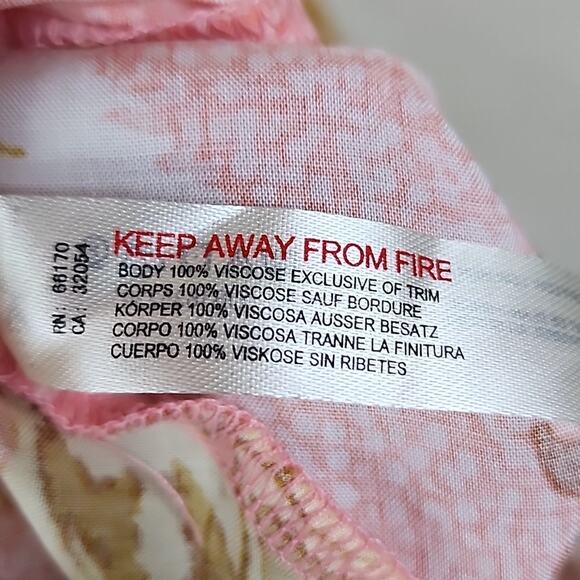 RN. 66170
CA. 32054
KEEP AWAY FROM FIRE
BODY 100% VISCOSE EXCLUSIVE OF TRIM
CORPS 100% VISCOSE SAUF BORDURE
KÖRPER 100% VISCOSA AUSSER BESATZ
CORPO 100% VISCOSA TRANNE LA FINITURA
CUERPO 100% VISKOSE SIN RIBETES